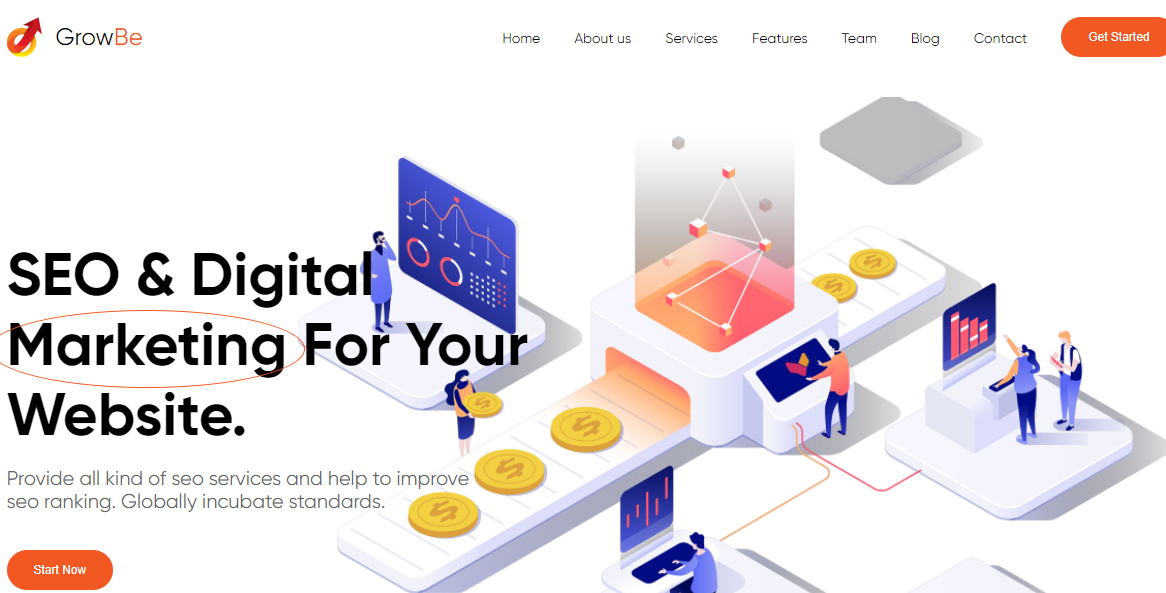 GrowBe
Home
About us
Services
Features
Team
Blog
Contact
Get Started
SEO & Digital
Marketing For Your
Website.
Provide all kind of seo services and help to improve
seo ranking. Globally incubate standards.
Start Now